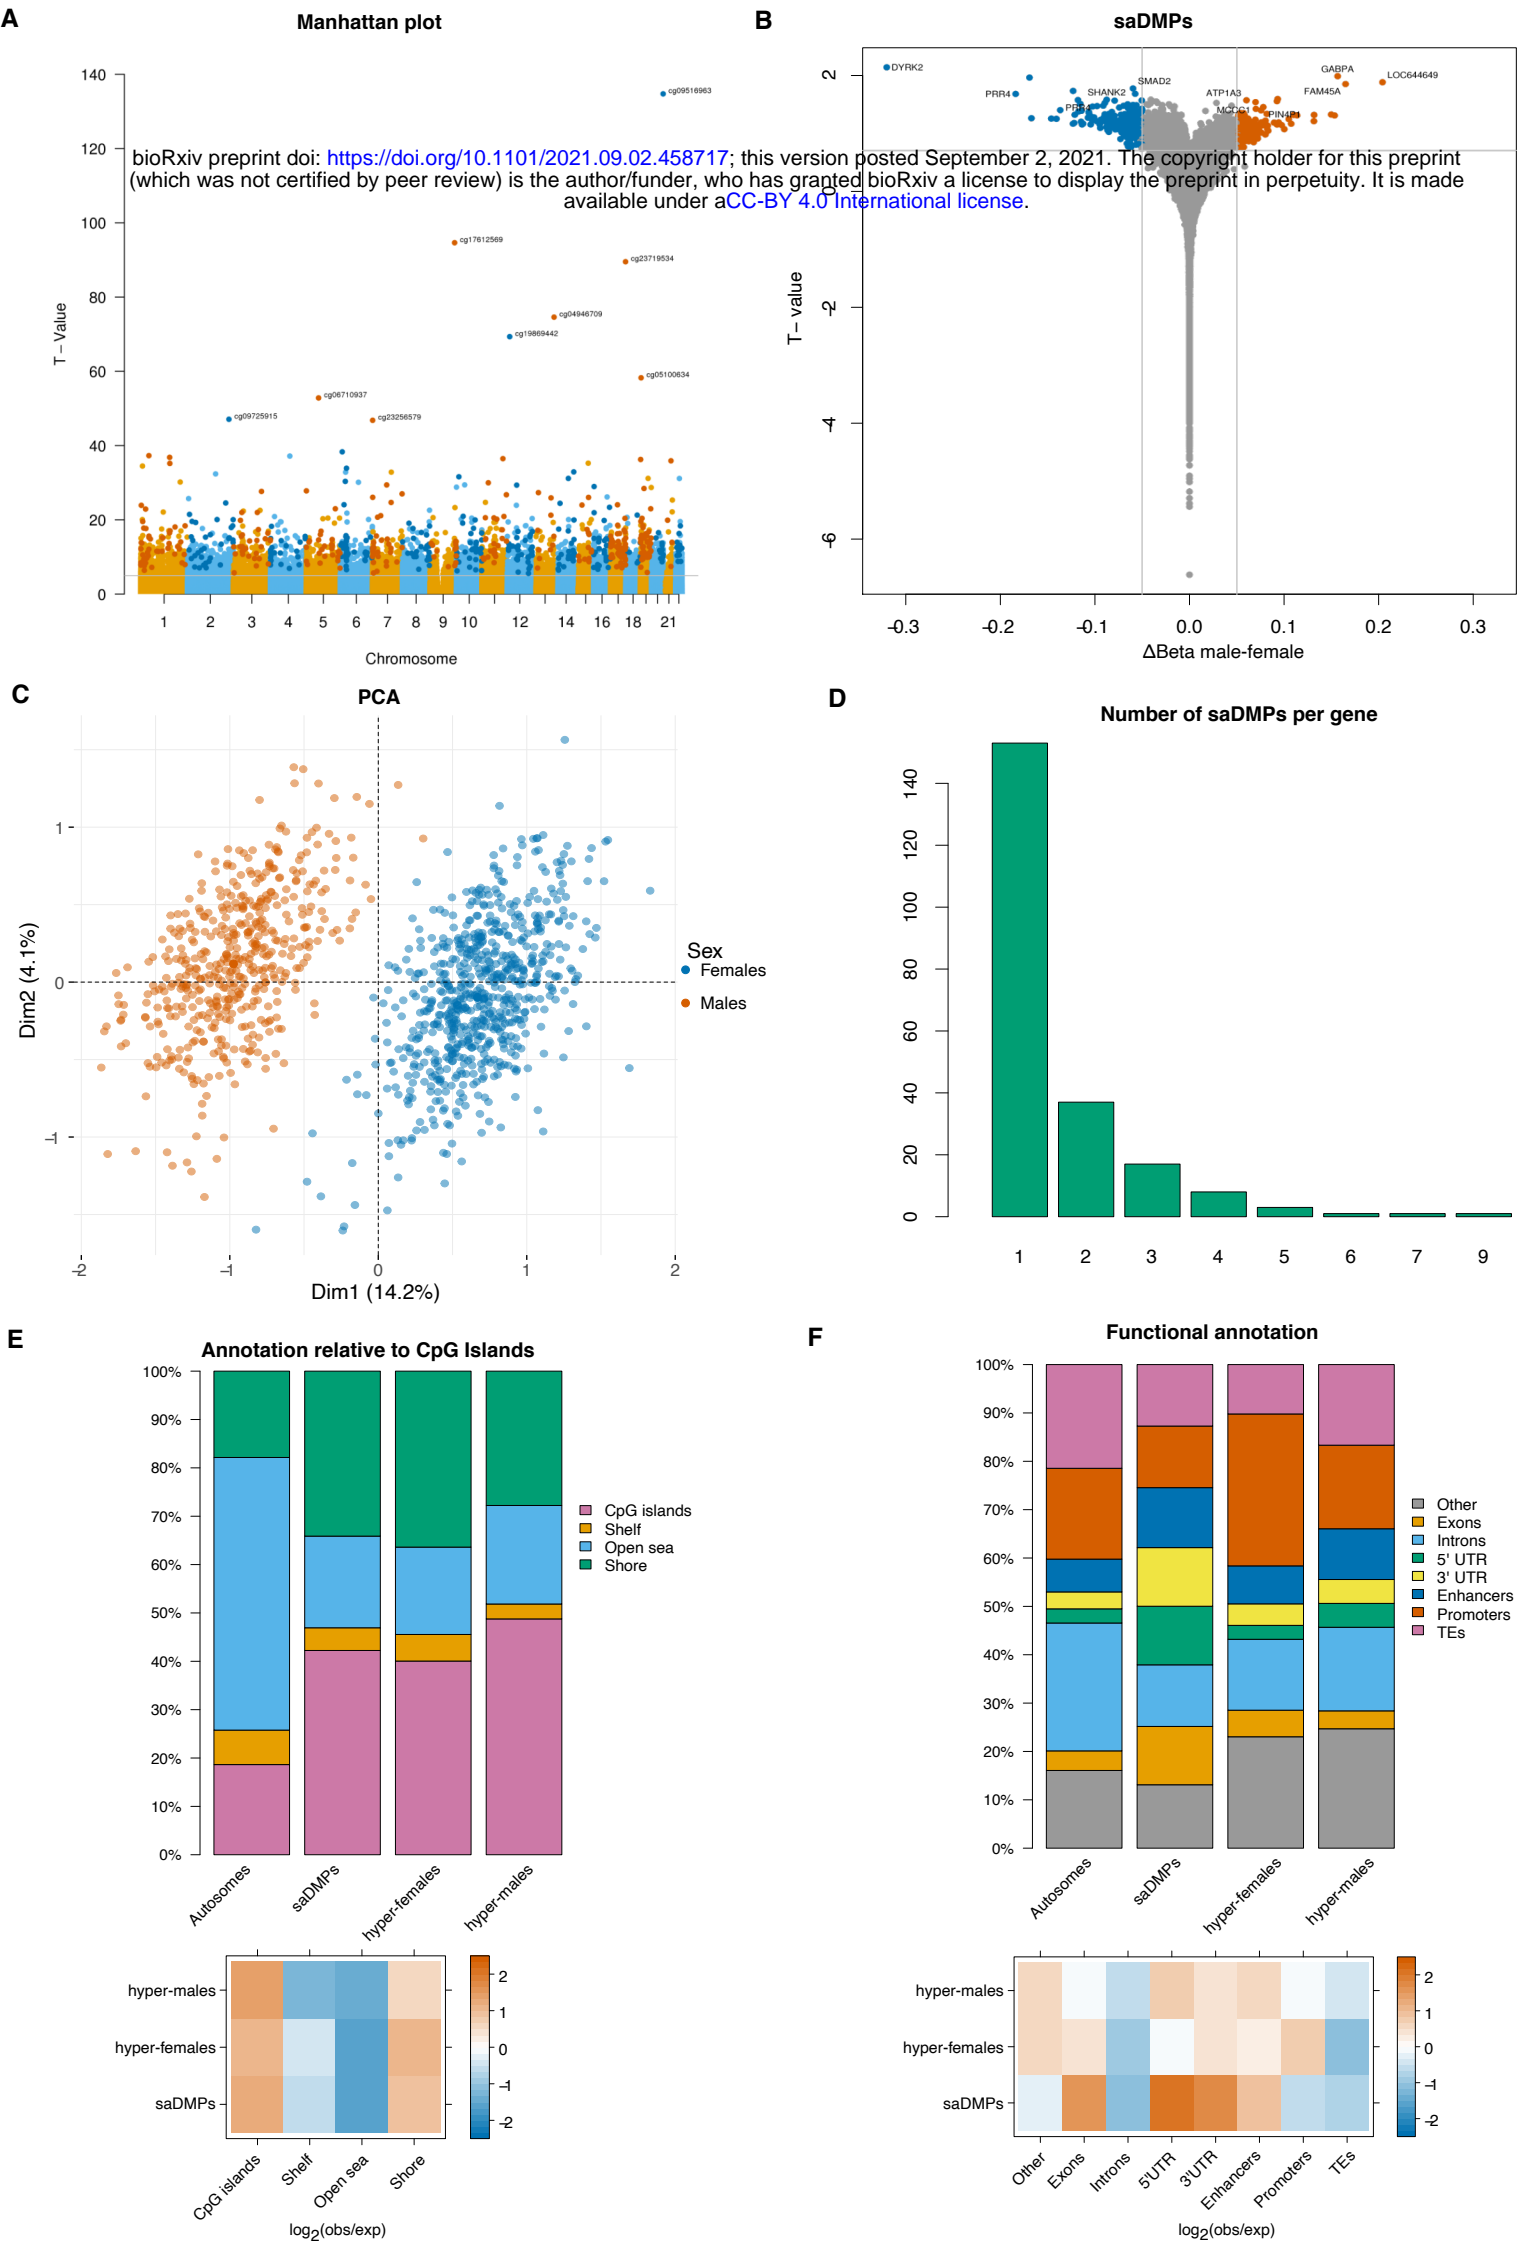 A
Manhattan plot
140
120
100
80
60
40
20
0
T – Value
cg09516963
cg17612569
cg23719534
cg04946709
cg19869442
cg05100634
cg06710937
cg09725915
cg23256579
1 2 3 4 5 6 7 8 9 10 12 14 16 18 21
Chromosome
B
saDMPs
2
0
-2
-4
-6
T– value
DYRK2
PRR4
SMAD2
SHANK2
PRR4
ATP1A3
MGCC1
GABPA
LOC644649
FAM45A
PIN4P1
−0.3 −0.2 −0.1 0.0 0.1 0.2 0.3
ΔBeta male-female
bioRxiv preprint doi: https://doi.org/10.1101/2021.09.02.458717; this version posted September 2, 2021. The copyright holder for this preprint
(which was not certified by peer review) is the author/funder, who has granted bioRxiv a license to display the preprint in perpetuity. It is made
available under aCC-BY 4.0 International license.
C
PCA
1
0
−1
Dim2 (4.1%)
−2 −1 0 1 2
Dim1 (14.2%)
Sex
Females
Males
D
Number of saDMPs per gene
140
120
100
80
60
40
20
0
1 2 3 4 5 6 7 9
E
Annotation relative to CpG Islands
100%
90%
80%
70%
60%
50%
40%
30%
20%
10%
0%
Autosomes
saDMPs
hyper-females
hyper-males
CpG islands
Shelf
Open sea
Shore
hyper-males
hyper-females
saDMPs
CpG islands
Shelf
Open sea
Shore
2
1
0
−1
−2
log2(obs/exp)
F
Functional annotation
100%
90%
80%
70%
60%
50%
40%
30%
20%
10%
0%
Autosomes
saDMPs
hyper-females
hyper-males
Other
Exons
Introns
5' UTR
3' UTR
Enhancers
Promoters
TEs
hyper-males
hyper-females
saDMPs
Other
Exons
Introns
5'UTR
3'UTR
Enhancers
Promoters
TEs
2
1
0
−1
−2
log2(obs/exp)